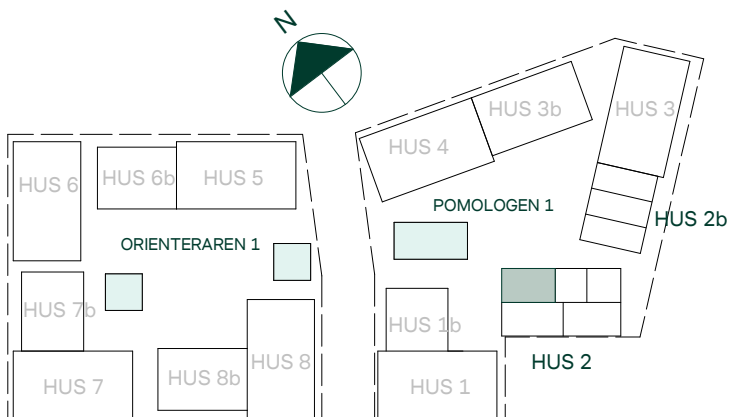 N
HUS 3b
HUS 3
HUS 4
HUS 6
HUS 6b
HUS 5
POMOLOGEN 1
HUS 2b
ORIENTERAREN 1
HUS 7b
HUS 1b
HUS 2
HUS 8
HUS 8b
HUS 7
HUS 1